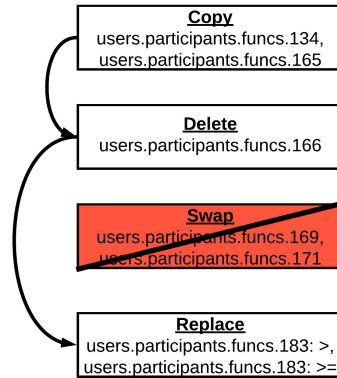 Copy
users.participants.funcs.134,
users.participants.funcs.165
Delete
users.participants.funcs.166
Swap
users.participants.funcs.169,
users.participants.funcs.171
Replace
users.participants.funcs.183: >,
users.participants.funcs.183: >=